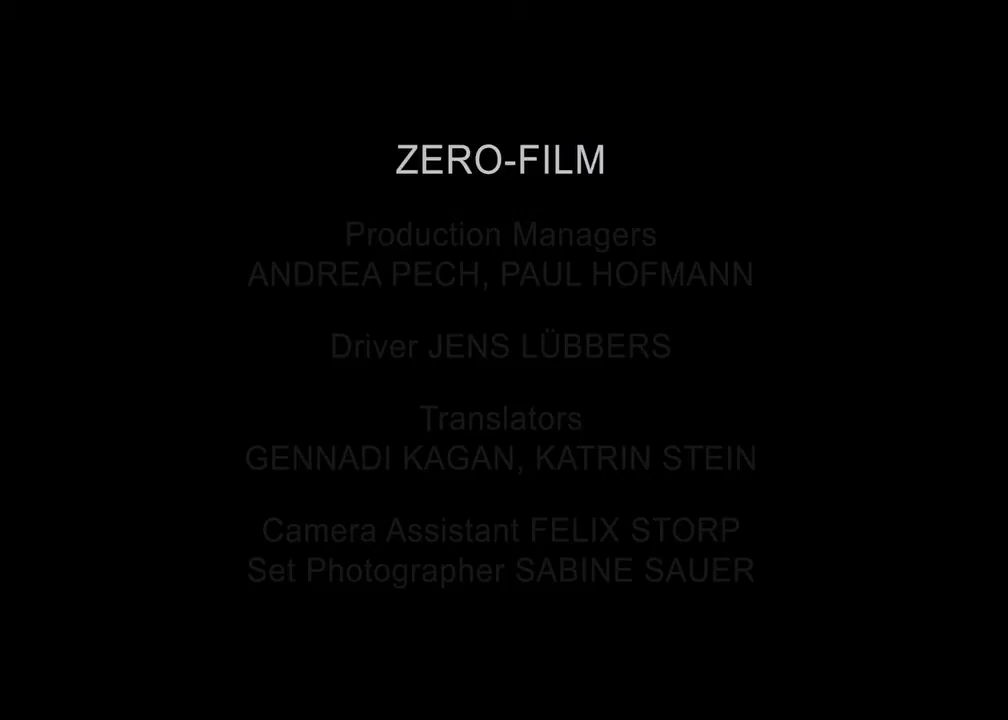 ZERO-FILM
Production Managers
ANDREA PECH, PAUL HOFMANN
Driver JENS LÜBBERS
Translators
GENNADI KAGAN, KATRIN STEIN
Camera Assistant FELIX STORP
Set Photographer SABINE SAUER